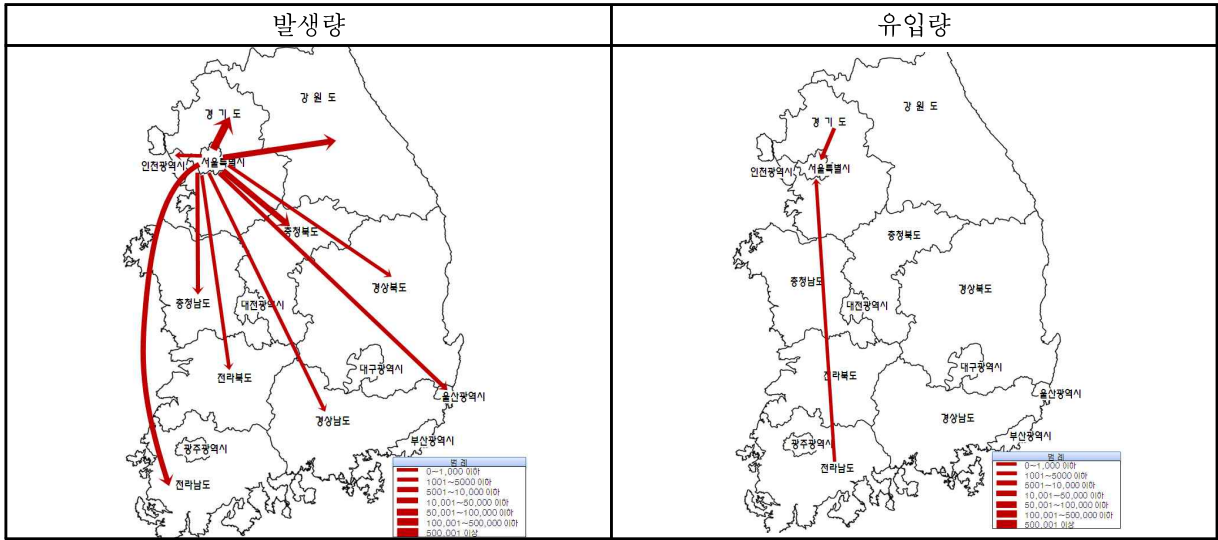 발생량
유입량
강 원 도
경 기 도
인천광역시
서울특별시
충청북도
경상북도
충청남도
대전광역시
전라북도
대구광역시
울산광역시
경상남도
부산광역시
광주광역시
전라남도
범 례
0~1,000 이하
1001~5000 이하
5001~10,000 이하
10,001~50,000 이하
50,001~100,000 이하
100,001~500,000 이하
500,001 이상
강 원 도
경 기 도
인천광역시
서울특별시
충청북도
충청남도
경상북도
대전광역시
대구광역시
전라북도
울산광역시
경상남도
부산광역시
광주광역시
전라남도
범 례
0~1,000 이하
1001~5000 이하
5001~10,000 이하
10,001~50,000 이하
50,001~100,000 이하
100,001~500,000 이하
500,001 이상